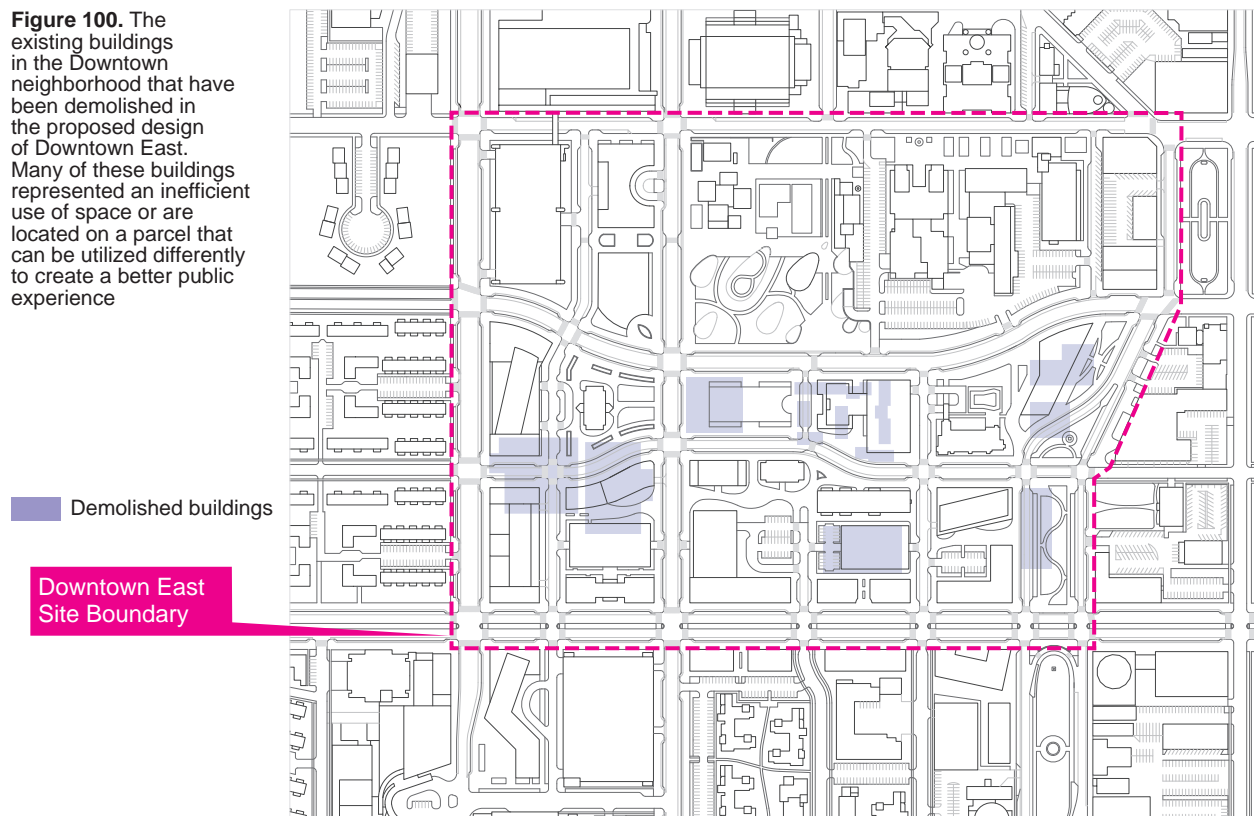 Figure 100. The
existing buildings
in the Downtown
neighborhood that have
been demolished in
the proposed design
of Downtown East.
Many of these buildings
represented an inefficient
use of space or are
located on a parcel that
can be utilized differently
to create a better public
experience
Demolished buildings
Downtown East
Site Boundary